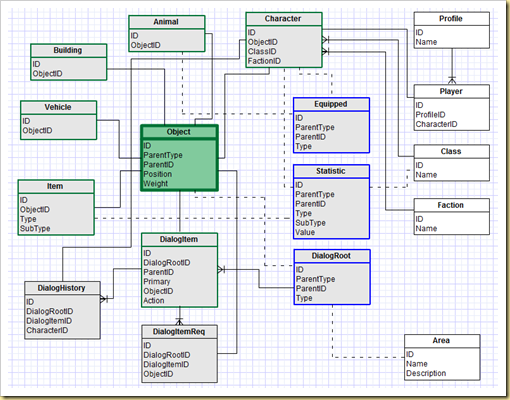 Animal
ID
ObjectID
Character
ID
ObjectID
ClassID
FactionID
Profile
ID
Name
Building
ID
ObjectID
Vehicle
ID
ObjectID
Equipped
ID
ParentType
ParentID
Type
Player
ID
ProfileID
CharacterID
Object
ID
ParentType
ParentID
Position
Weight
Class
ID
Name
Statistic
ID
ParentType
ParentID
Type
SubType
Value
Item
ID
ObjectID
Type
SubType
Faction
ID
Name
DialogItem
ID
DialogRootID
ParentID
Primary
ObjectID
Action
DialogRoot
ID
ParentType
ParentID
Type
DialogHistory
ID
DialogRootID
DialogItemID
CharacterID
DialogItemReq
ID
DialogRootID
DialogItemID
ObjectID
Area
ID
Name
Description